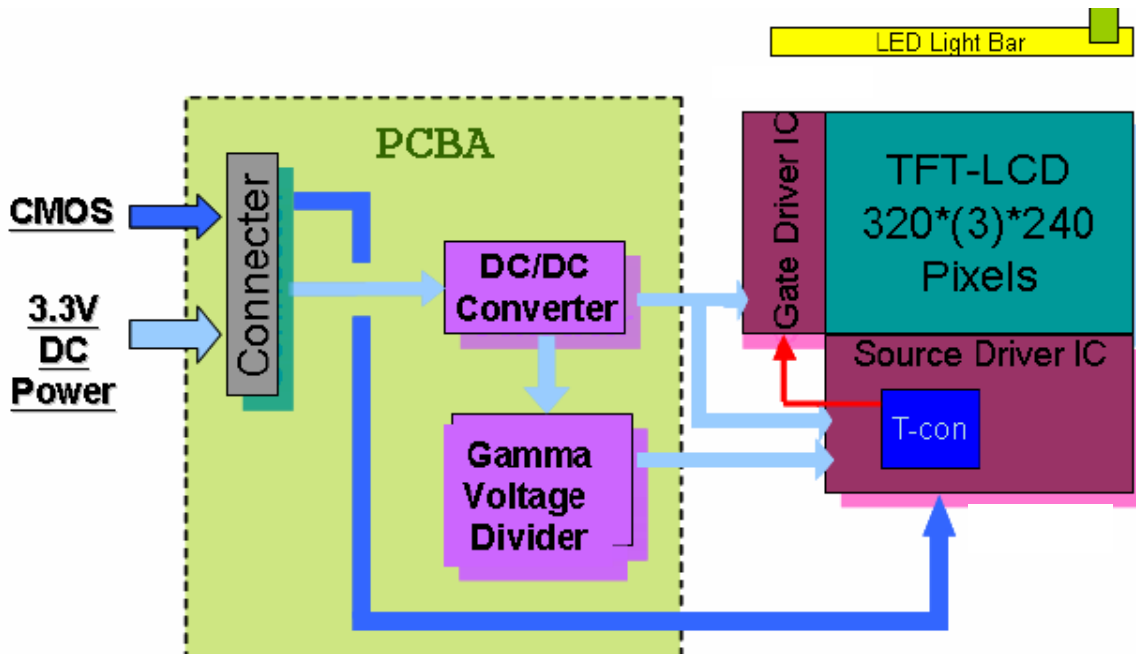 LED Light Bar
PCBA
CMOS
3.3V
DC
Power
Connecter
DC/DC
Converter
Gamma
Voltage
Divider
Gate Driver IC
TFT-LCD
320*(3)*240
Pixels
Source Driver IC
T-con